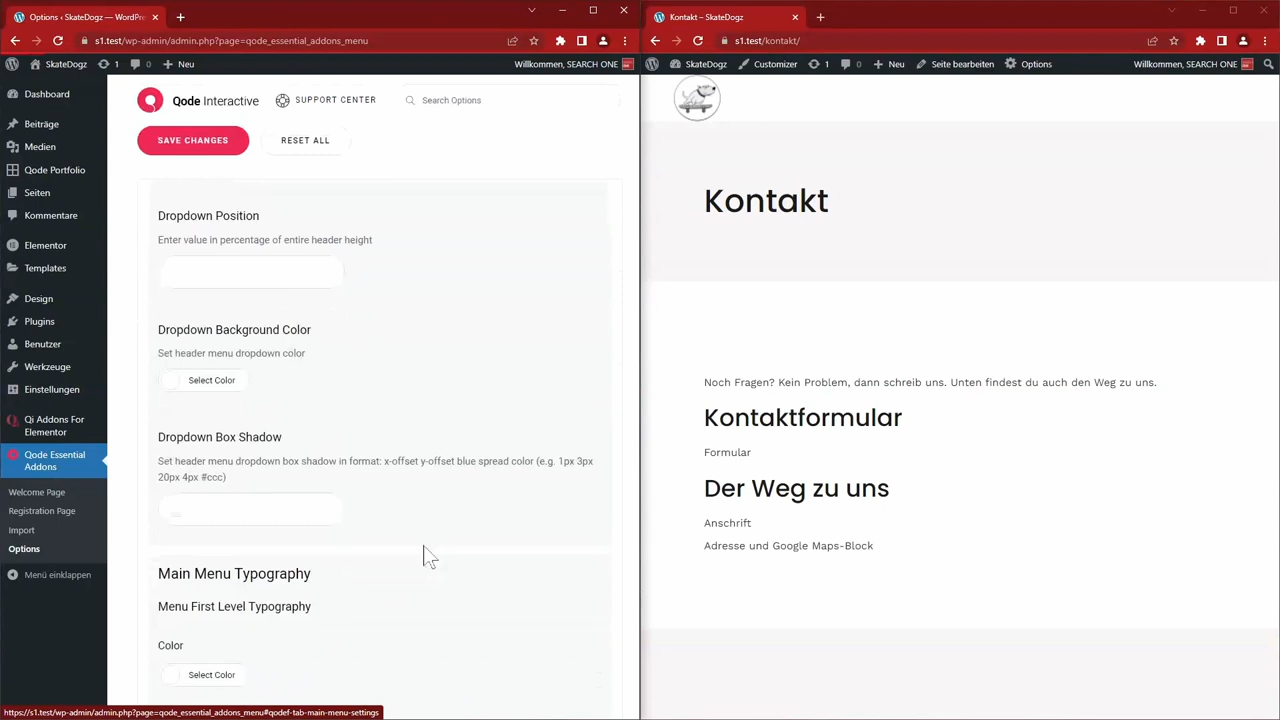 Options ‹ SkateDogz — WordPre
s1.test/wp-admin/admin.php?page=qode_essential_addons_menu
SkateDogz
1
0
Neu
Willkommen, SEARCH ONE
Dashboard
Beiträge
Medien
Qode Portfolio
Seiten
Kommentare
Elementor
Templates
Design
Plugins
Benutzer
Werkzeuge
Einstellungen
Qi Addons For
Elementor
Qode Essential
Addons
Welcome Page
Registration Page
Import
Options
Menü einklappen
Qode Interactive
SUPPORT CENTER
Search Options
SAVE CHANGES
RESET ALL
Dropdown Position
Enter value in percentage of entire header height
Dropdown Background Color
Set header menu dropdown color
Select Color
Dropdown Box Shadow
Set header menu dropdown box shadow in format: x-offset y-offset blue spread color (e.g. 1px 3px
20px 4px #ccc)
Main Menu Typography
Menu First Level Typography
Color
Select Color
https://s1.test/wp-admin/admin.php?page=qode_essential_addons_menu#qodef-tab-main-menu-settings
Kontakt – SkateDogz
s1.test/kontakt/
SkateDogz
Customizer
1
0
Neu
Seite bearbeiten
Options
Willkommen, SEARCH ONE
Kontakt
Noch Fragen? Kein Problem, dann schreib uns. Unten findest du auch den Weg zu uns.
Kontaktformular
Formular
Der Weg zu uns
Anschrift
Adresse und Google Maps-Block